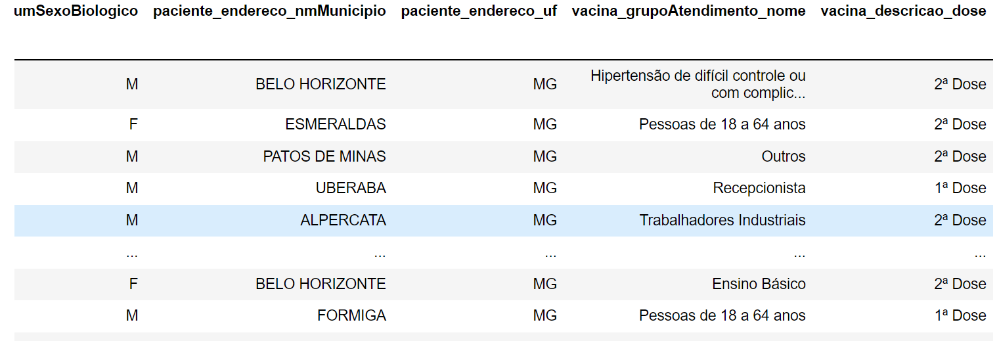 umSexoBiologico paciente_endereco_nmMunicipio paciente_endereco_uf vacina_grupoAtendimento_nome vacina_descricao_dose
M BELO HORIZONTE MG Hipertensão de difícil controle ou com complic... 2ª Dose
F ESMERALDAS MG Pessoas de 18 a 64 anos 2ª Dose
M PATOS DE MINAS MG Outros 2ª Dose
M UBERABA MG Recepcionista 1ª Dose
M ALPERCATA MG Trabalhadores Industriais 2ª Dose
... ... ... ... ...
F BELO HORIZONTE MG Ensino Básico 2ª Dose
M FORMIGA MG Pessoas de 18 a 64 anos 1ª Dose